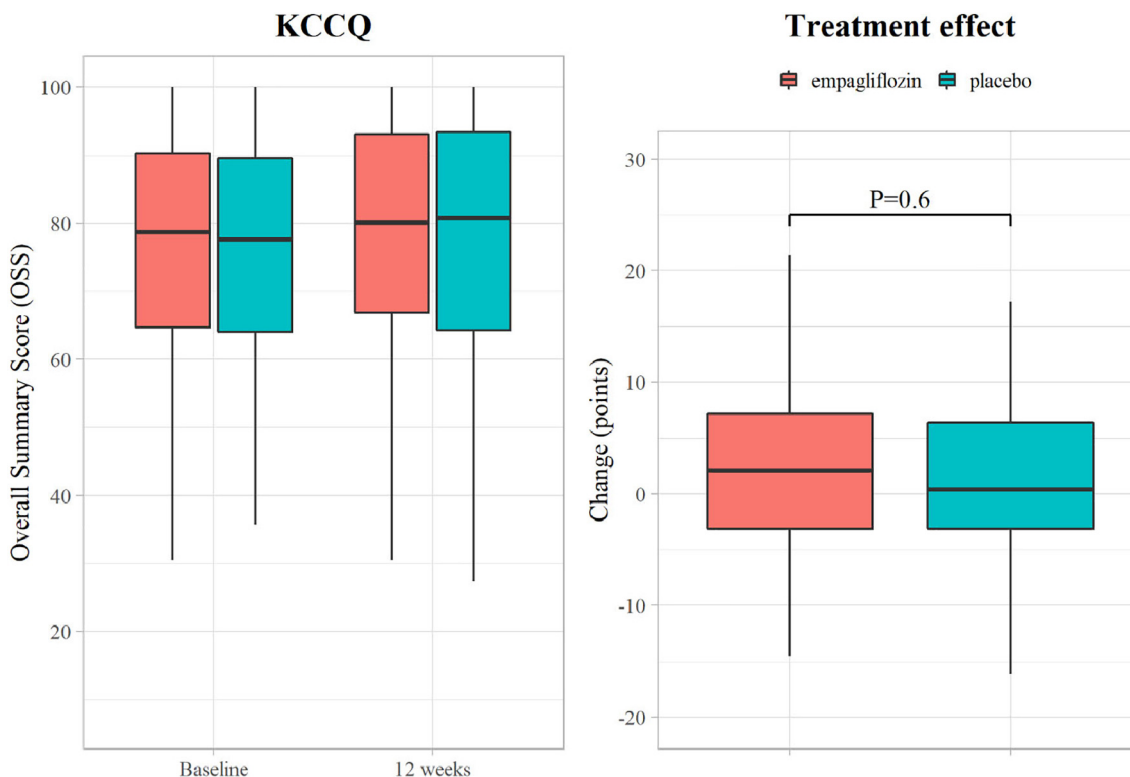 KCCQ
Overall Summary Score (OSS)
100
80
60
40
20
Baseline 12 weeks
Treatment effect
empagliflozin placebo
Change (points)
30
20
10
0
-10
-20
P=0.6